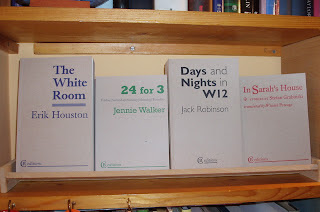 The
White
Room
Erik Houston
24 for 3
Jennie Walker
Days and
Nights in
W12
Jack Robinson
In Sarah's House